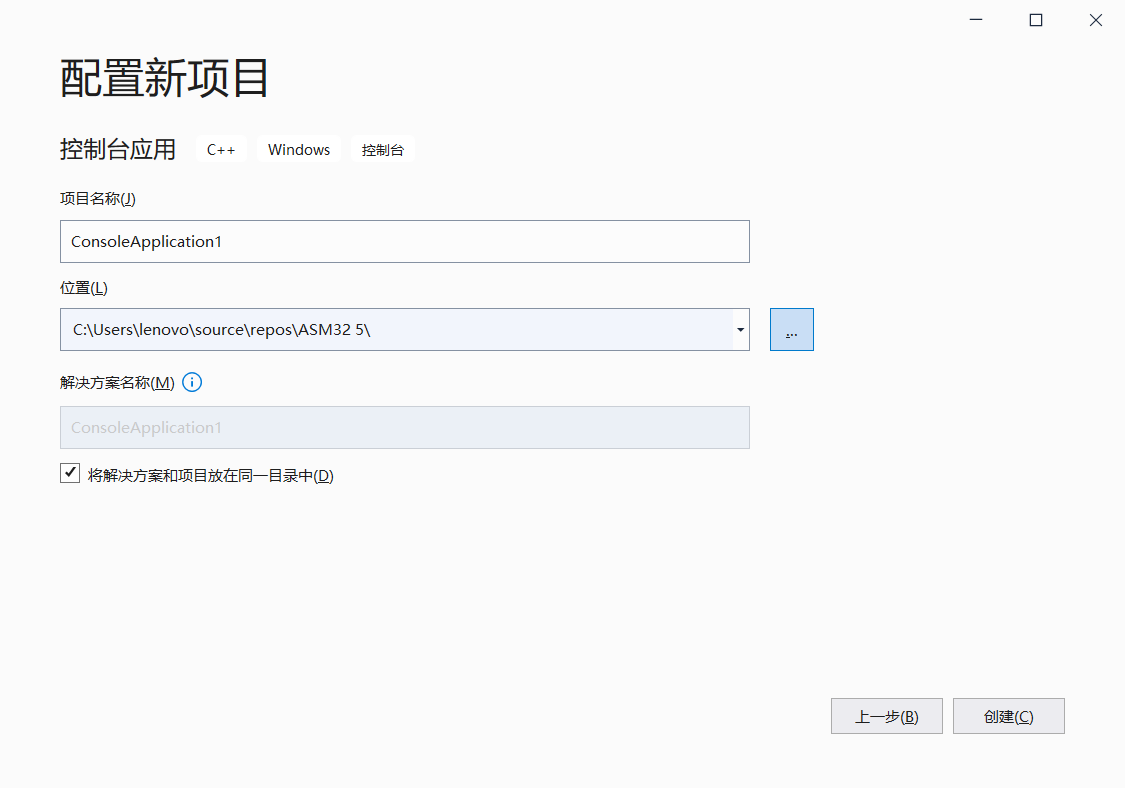 配置新项目
控制台应用 C++ Windows 控制台
项目名称(J)
ConsoleApplication1
位置(L)
C:\Users\lenovo\source\repos\ASM32 5\
...
解决方案名称(M)
ConsoleApplication1
将解决方案和项目放在同一目录中(D)
上一步(B) 创建(C)